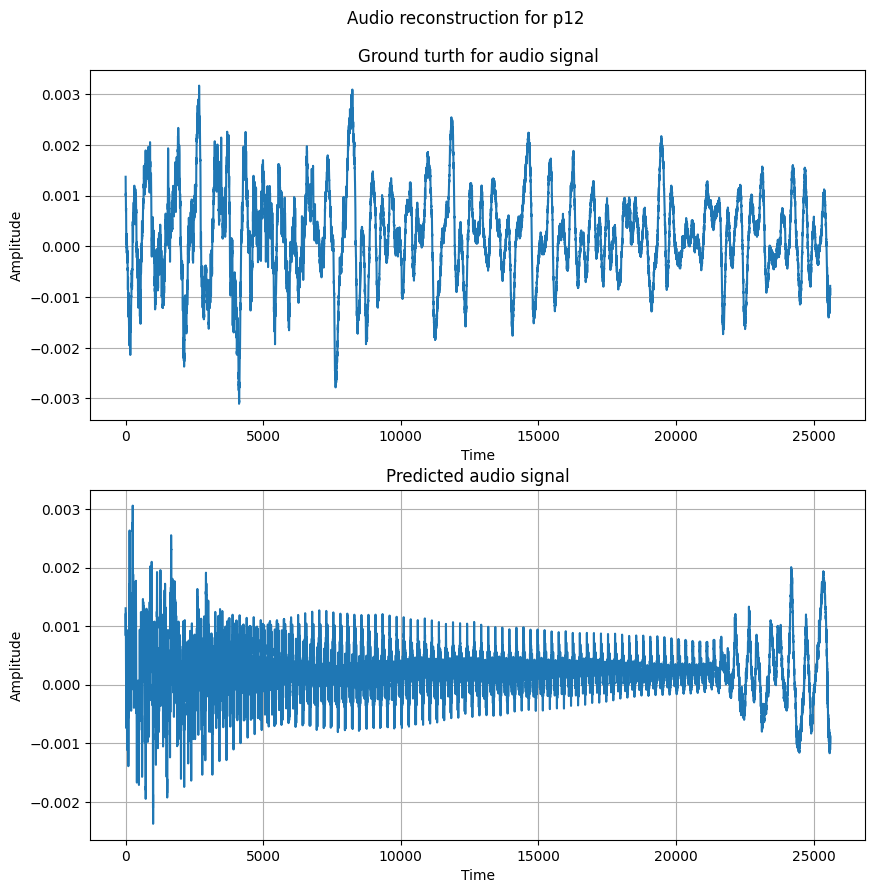 Audio reconstruction for p12
Ground turth for audio signal
0.003
0.002
0.001
0.000
−0.001
−0.002
−0.003
Amplitude
0 5000 10000 15000 20000 25000
Time
Predicted audio signal
0.003
0.002
0.001
0.000
−0.001
−0.002
Amplitude
0 5000 10000 15000 20000 25000
Time